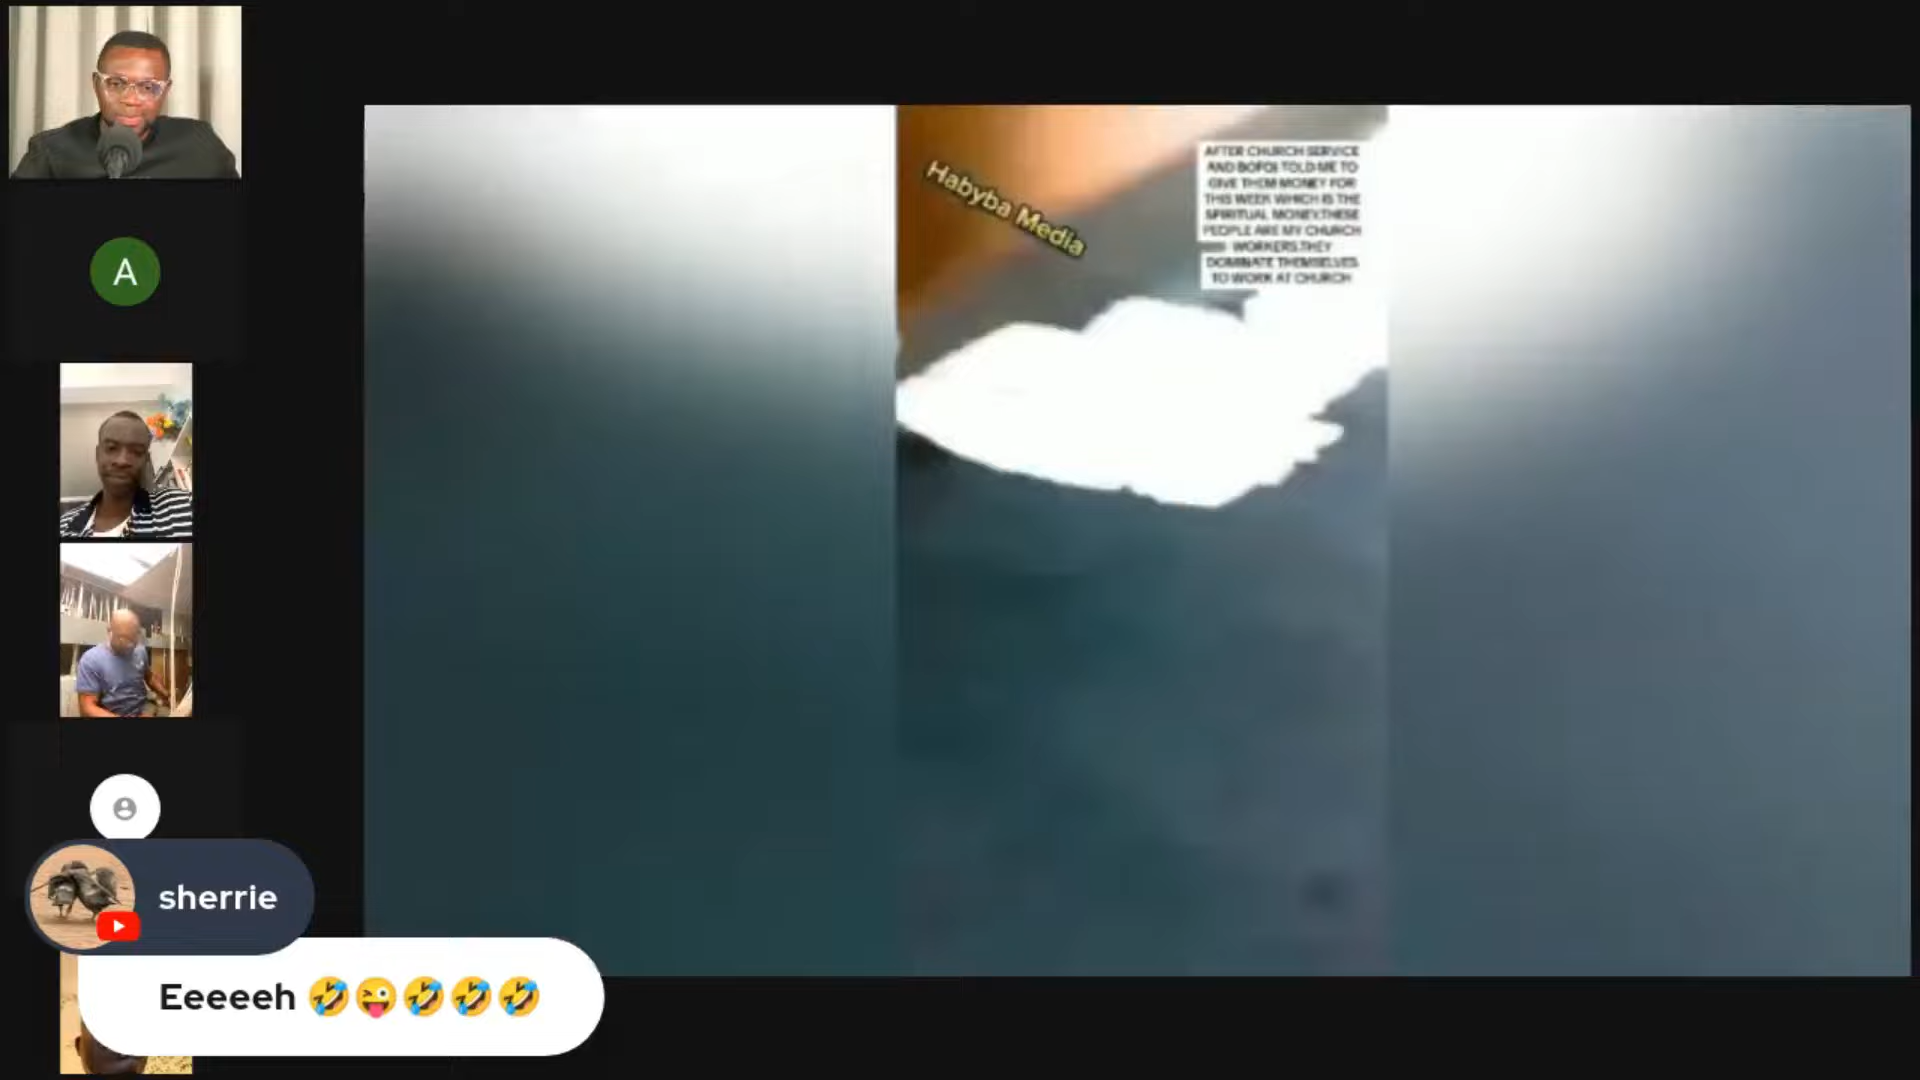 A
Habyba Media
AFTER CHURCH SERVICE
AND BOFOI TOLD ME TO
GIVE THEM MONEY FOR
THIS WEEK WHICH IS THE
SPIRITUAL MONEY.THESE
PEOPLE ARE MY CHURCH
WORKERS.THEY
DOMINATE THEMSELVES
TO WORK AT CHURCH
sherrie
Eeeeeh 🤣😜🤣🤣🤣